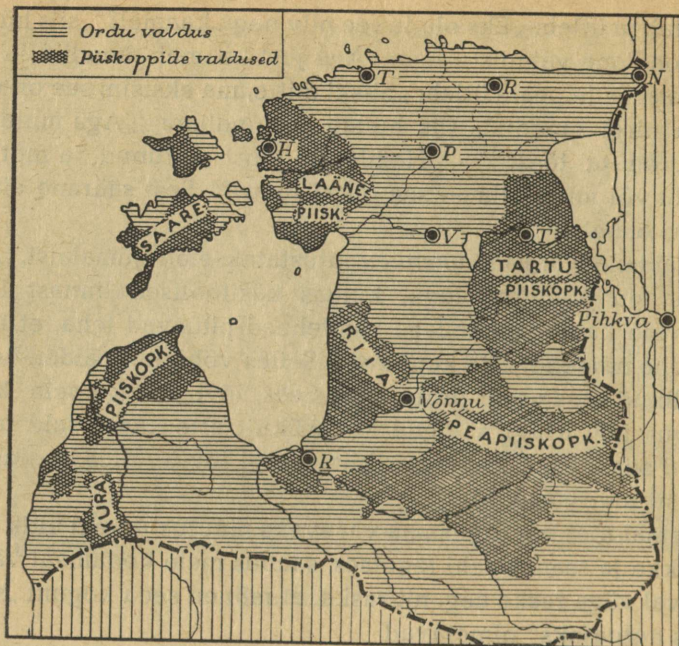 Ordu valdus
Piiskoppide valdused
T
R
N
H
P
LÄÄNE
PIISK.
SAARE
V
T
TARTU
PIISKOPK.
Pihkva
RIIA
PIISKOPK.
Võnnu
PEAPIISKOPK.
R
KURA